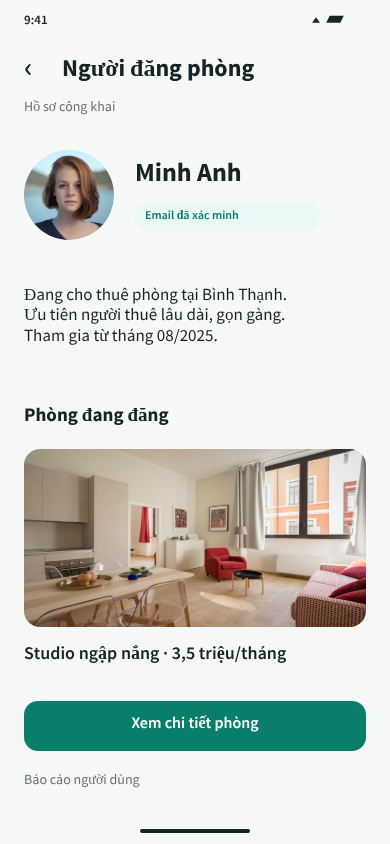 9:41
Người đăng phòng
Hồ sơ công khai
Minh Anh
Email đã xác minh
Đang cho thuê phòng tại Bình Thạnh.
Ưu tiên người thuê lâu dài, gọn gàng.
Tham gia từ tháng 08/2025.
Phòng đang đăng
Studio ngập nắng · 3,5 triệu/tháng
Xem chi tiết phòng
Báo cáo người dùng